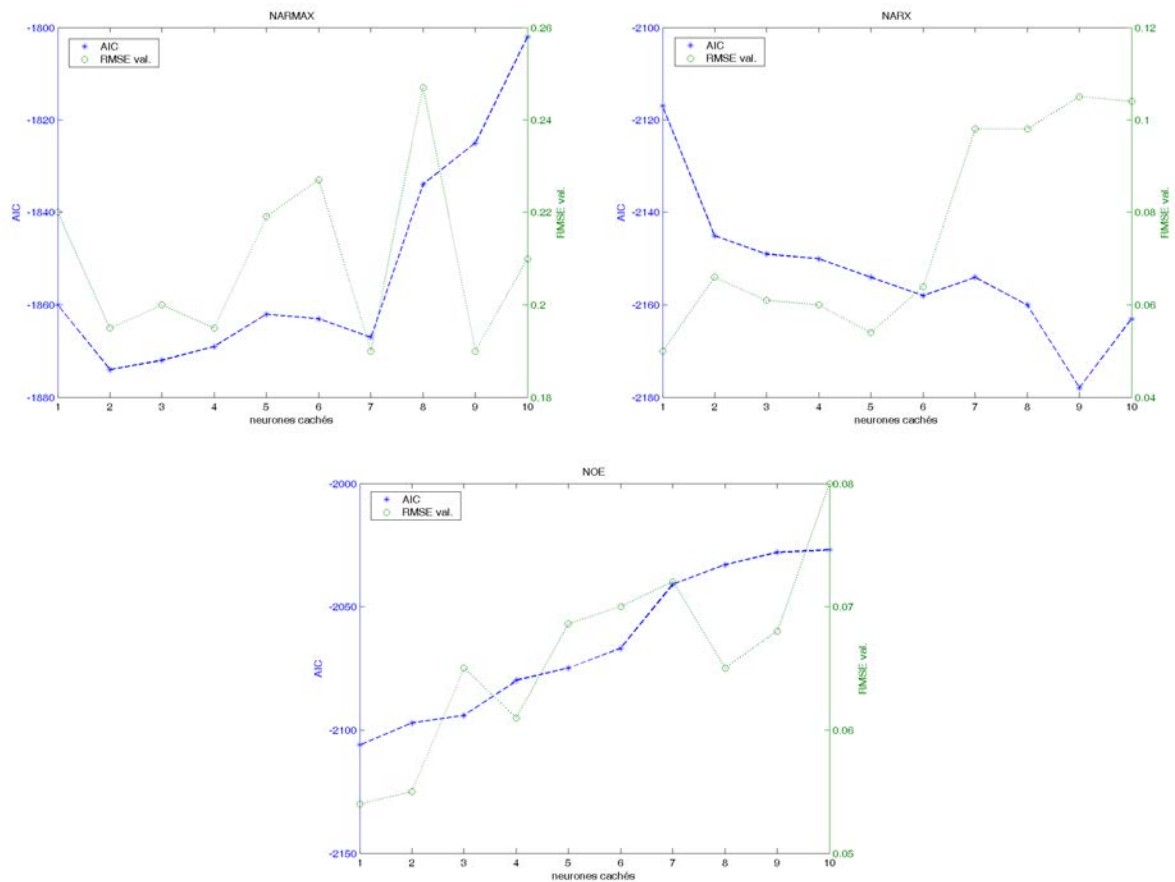 NARMAX
-1800
-1820
-1840
-1860
-1880
AIC
AIC
RMSE val.
0.26
0.24
0.22
0.2
0.18
RMSE val.
1 2 3 4 5 6 7 8 9 10
neurones cachés
NARX
-2100
-2120
-2140
-2160
-2180
AIC
AIC
RMSE val.
0.12
0.1
0.08
0.06
0.04
RMSE val.
1 2 3 4 5 6 7 8 9 10
neurones cachés
NOE
-2000
-2050
-2100
-2150
AIC
AIC
RMSE val.
0.08
0.07
0.06
0.05
RMSE val.
1 2 3 4 5 6 7 8 9 10
neurones cachés